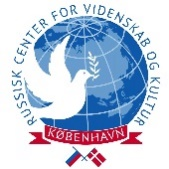 RUSSISK CENTER FOR VIDENSKAB OG KULTUR
KØBENHAVN